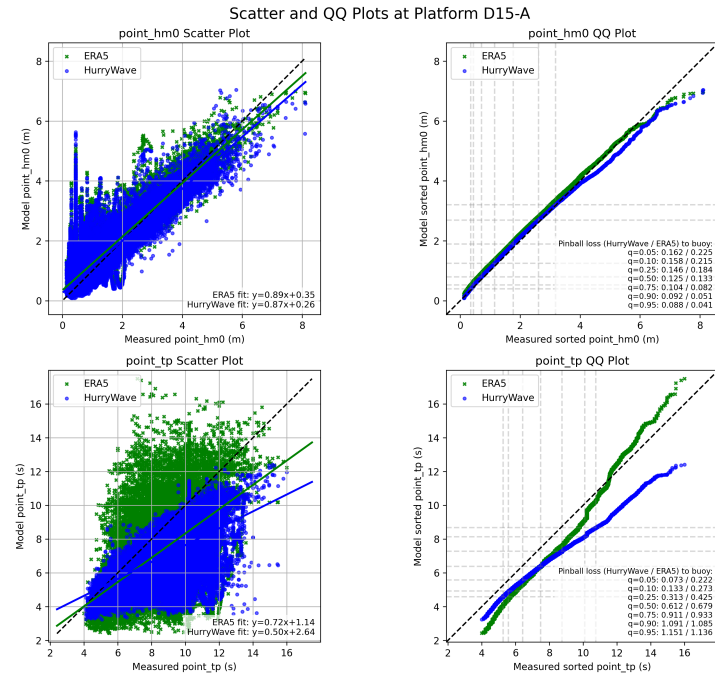 Scatter and QQ Plots at Platform D15-A
point_hm0 Scatter Plot
ERA5
HurryWave
8
6
4
2
0
Model point_hm0 (m)
0 2 4 6 8
Measured point_hm0 (m)
ERA5 fit: y=0.89x+0.35
HurryWave fit: y=0.87x+0.26
point_hm0 QQ Plot
ERA5
HurryWave
8
6
4
2
0
Model sorted point_hm0 (m)
0 2 4 6 8
Measured sorted point_hm0 (m)
Pinball loss (HurryWave / ERA5) to buoy:
q=0.05: 0.162 / 0.225
q=0.10: 0.158 / 0.215
q=0.25: 0.146 / 0.184
q=0.50: 0.125 / 0.133
q=0.75: 0.104 / 0.082
q=0.90: 0.092 / 0.051
q=0.95: 0.088 / 0.041
point_tp Scatter Plot
ERA5
HurryWave
16
14
12
10
8
6
4
2
Model point_tp (s)
2 4 6 8 10 12 14 16
Measured point_tp (s)
ERA5 fit: y=0.72x+1.14
HurryWave fit: y=0.50x+2.64
point_tp QQ Plot
ERA5
HurryWave
16
14
12
10
8
6
4
2
Model sorted point_tp (s)
2 4 6 8 10 12 14 16
Measured sorted point_tp (s)
Pinball loss (HurryWave / ERA5) to buoy:
q=0.05: 0.073 / 0.222
q=0.10: 0.133 / 0.273
q=0.25: 0.313 / 0.425
q=0.50: 0.612 / 0.679
q=0.75: 0.911 / 0.933
q=0.90: 1.091 / 1.085
q=0.95: 1.151 / 1.136